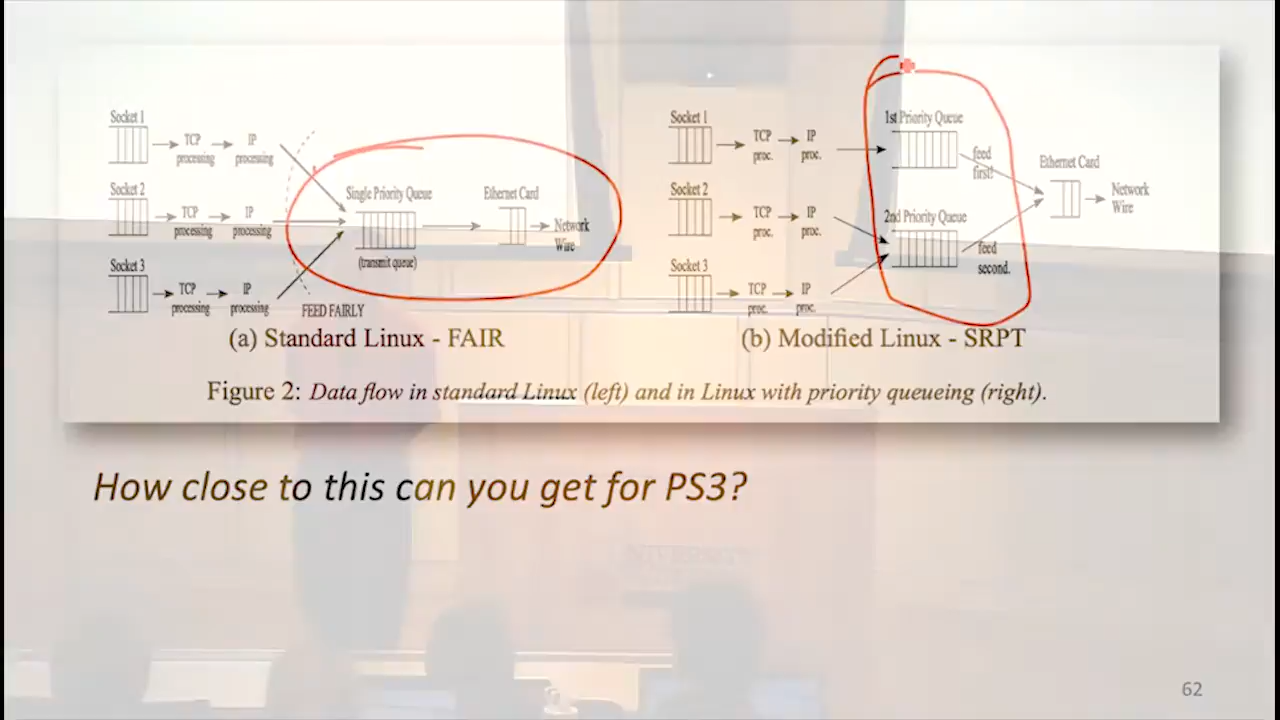 Socket 1
TCP processing
IP processing
Socket 2
TCP processing
IP processing
Socket 3
TCP processing
IP processing
Single Priority Queue
(transmit queue)
Ethernet Card
Network Wire
FEED FAIRLY
(a) Standard Linux - FAIR
Socket 1
TCP proc.
IP proc.
Socket 2
TCP proc.
IP proc.
Socket 3
TCP proc.
IP proc.
1st Priority Queue
feed first!
2nd Priority Queue
feed second.
Ethernet Card
Network Wire
(b) Modified Linux - SRPT
Figure 2: Data flow in standard Linux (left) and in Linux with priority queueing (right).
How close to this can you get for PS3?
62